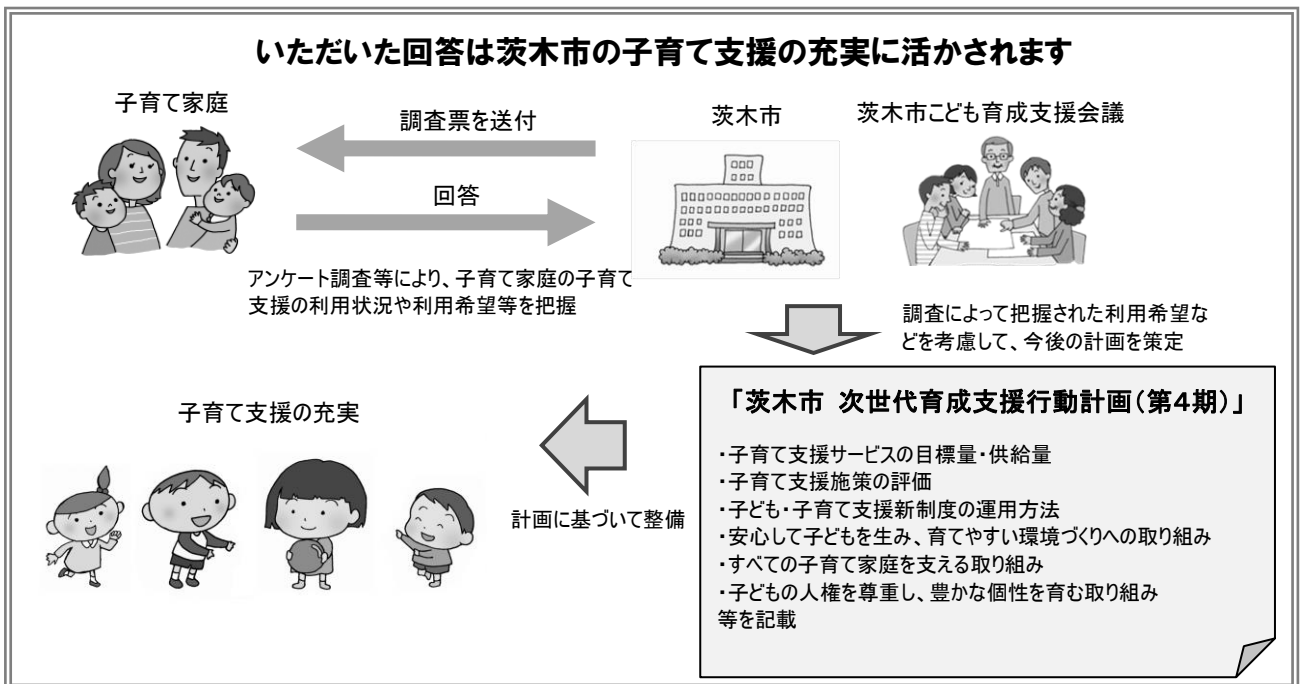 いただいた回答は茨木市の子育て支援の充実に活かされます
子育て家庭
調査票を送付
茨木市
茨木市こども育成支援会議
回答
アンケート調査等により、子育て家庭の子育て
支援の利用状況や利用希望等を把握
調査によって把握された利用希望な
どを考慮して、今後の計画を策定
「茨木市 次世代育成支援行動計画(第4期)」
・子育て支援サービスの目標量・供給量
・子育て支援施策の評価
・子ども・子育て支援新制度の運用方法
・安心して子どもを生み、育てやすい環境づくりへの取り組み
・すべての子育て家庭を支える取り組み
・子どもの人権を尊重し、豊かな個性を育む取り組み
等を記載
計画に基づいて整備
子育て支援の充実